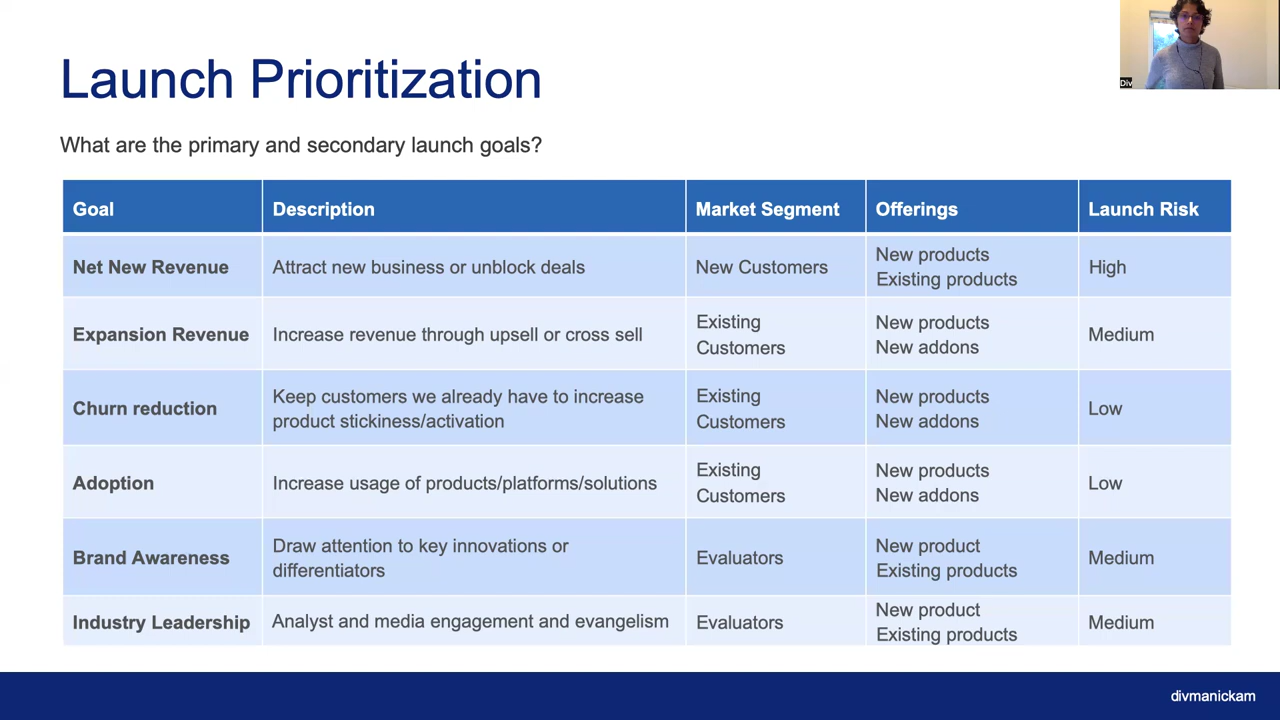 Launch Prioritization
Div
What are the primary and secondary launch goals?
Goal Description Market Segment Offerings Launch Risk
Net New Revenue Attract new business or unblock deals New Customers New products
Existing products High
Expansion Revenue Increase revenue through upsell or cross sell Existing
Customers New products
New addons Medium
Churn reduction Keep customers we already have to increase
product stickiness/activation Existing
Customers New products
New addons Low
Adoption Increase usage of products/platforms/solutions Existing
Customers New products
New addons Low
Brand Awareness Draw attention to key innovations or
differentiators Evaluators New product
Existing products Medium
Industry Leadership Analyst and media engagement and evangelism Evaluators New product
Existing products Medium
divmanickam